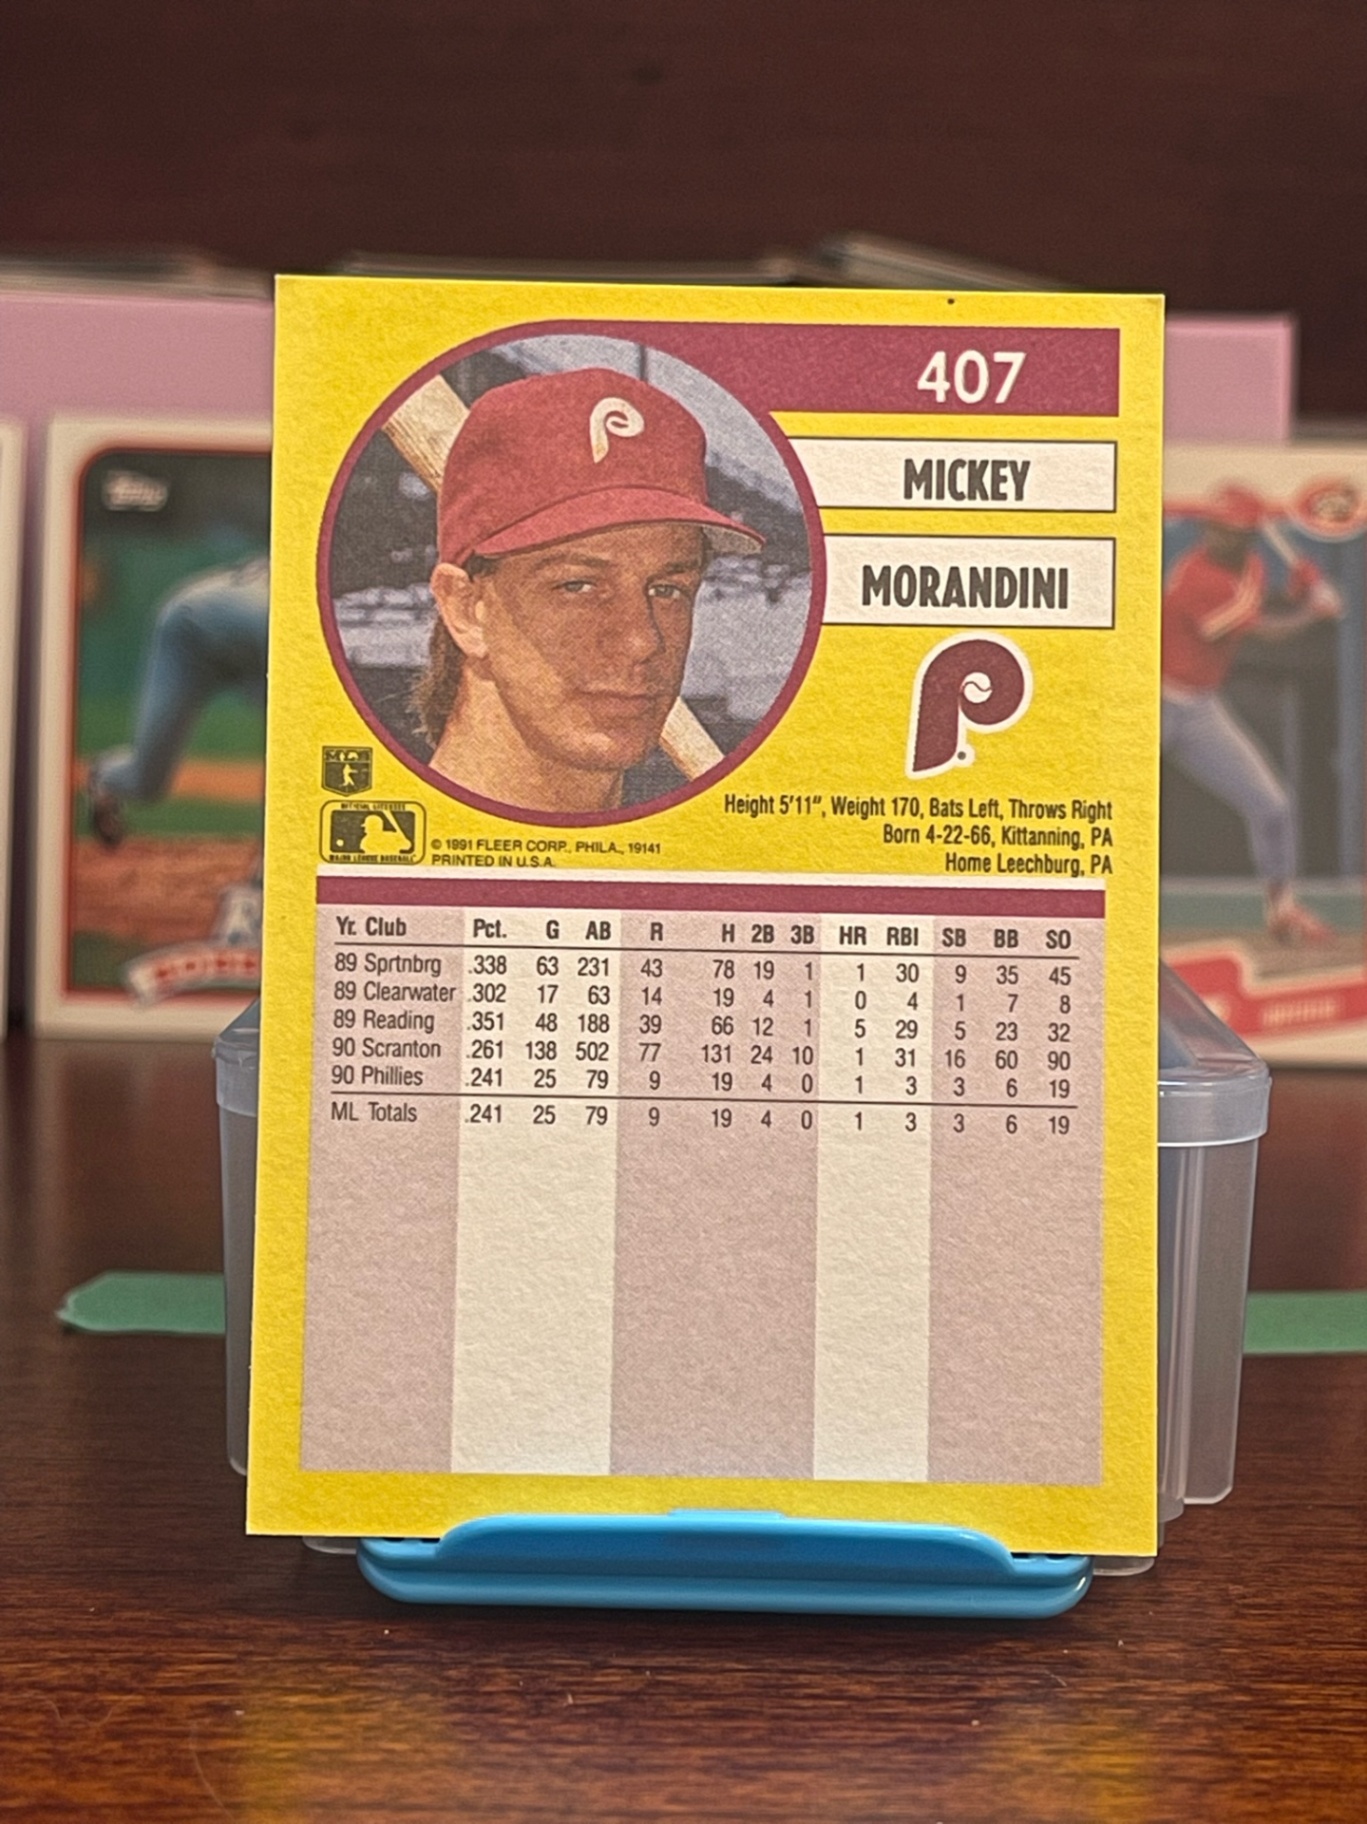 407
MICKEY
MORANDINI
Height 5'11", Weight 170, Bats Left, Throws Right
Born 4-22-66, Kittanning, PA
Home Leechburg, PA
© 1991 FLEER CORP., PHILA., 19141
PRINTED IN U.S.A.
Yr. Club Pct. G AB R H 2B 3B HR RBI SB BB SO
89 Sprtnbrg .338 63 231 43 78 19 1 1 30 9 35 45
89 Clearwater .302 17 63 14 19 4 1 0 4 1 7 8
89 Reading .351 48 188 39 66 12 1 5 29 5 23 32
90 Scranton .261 138 502 77 131 24 10 1 31 16 60 90
90 Phillies .241 25 79 9 19 4 0 1 3 3 6 19
ML Totals .241 25 79 9 19 4 0 1 3 3 6 19
Topps